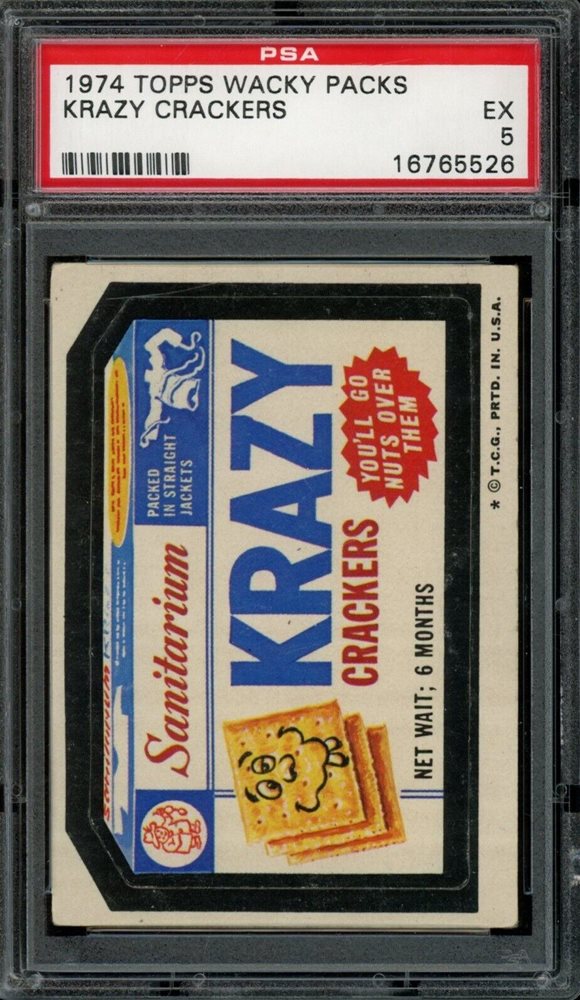 PSA
1974 TOPPS WACKY PACKS
KRAZY CRACKERS
EX
5
16765526
Sanitarium
PACKED
IN STRAIGHT
JACKETS
KRAZY
CRACKERS
YOU'LL GO
NUTS OVER
THEM
NET WAIT; 6 MONTHS
* © T.C.G., PRTD. IN U.S.A.